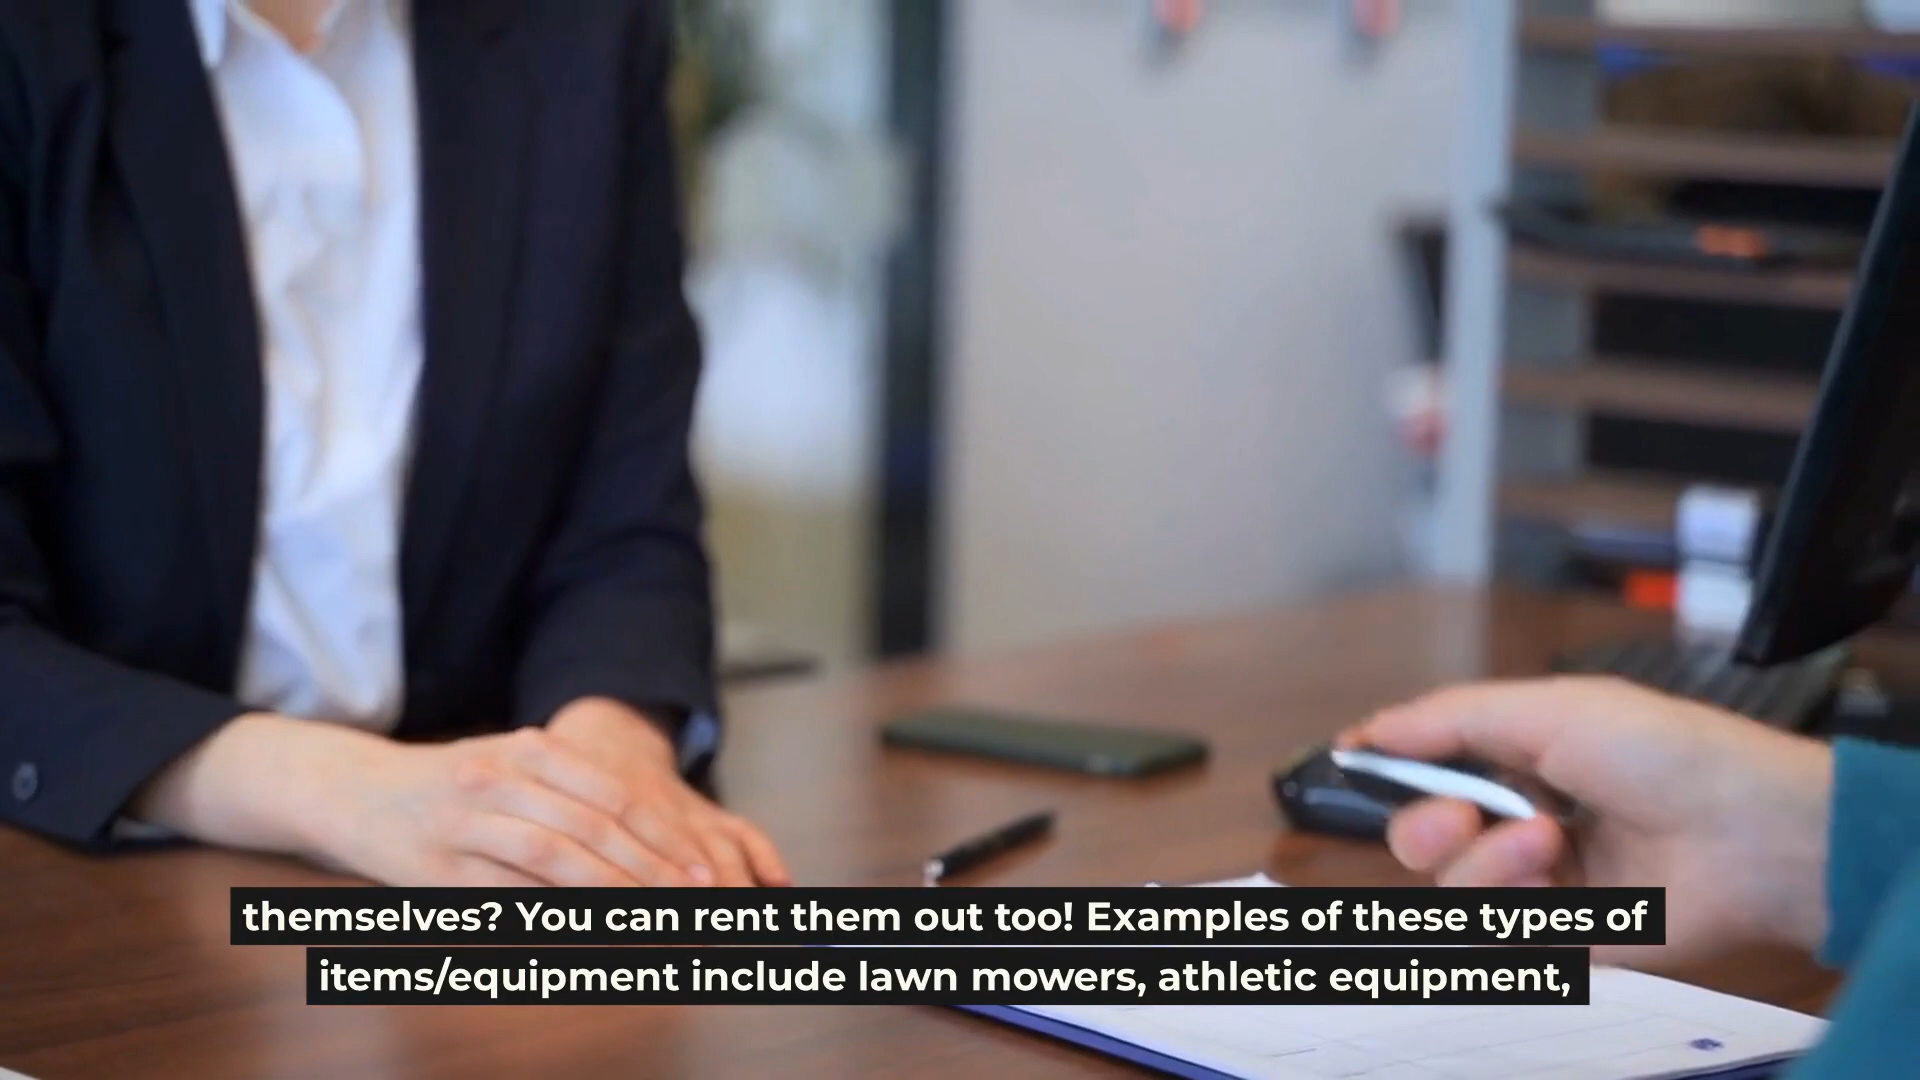 themselves? You can rent them out too! Examples of these types of
items/equipment include lawn mowers, athletic equipment,